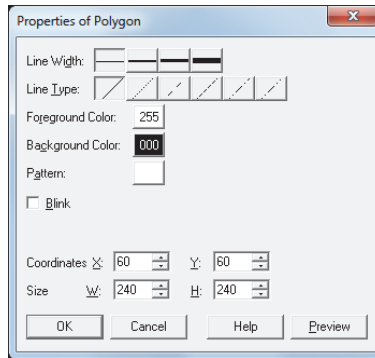 Properties of Polygon
Line Width:
Line Type:
Foreground Color: 255
Background Color: 000
Pattern:
Blink
Coordinates X: 60 Y: 60
Size W: 240 H: 240
OK Cancel Help Preview